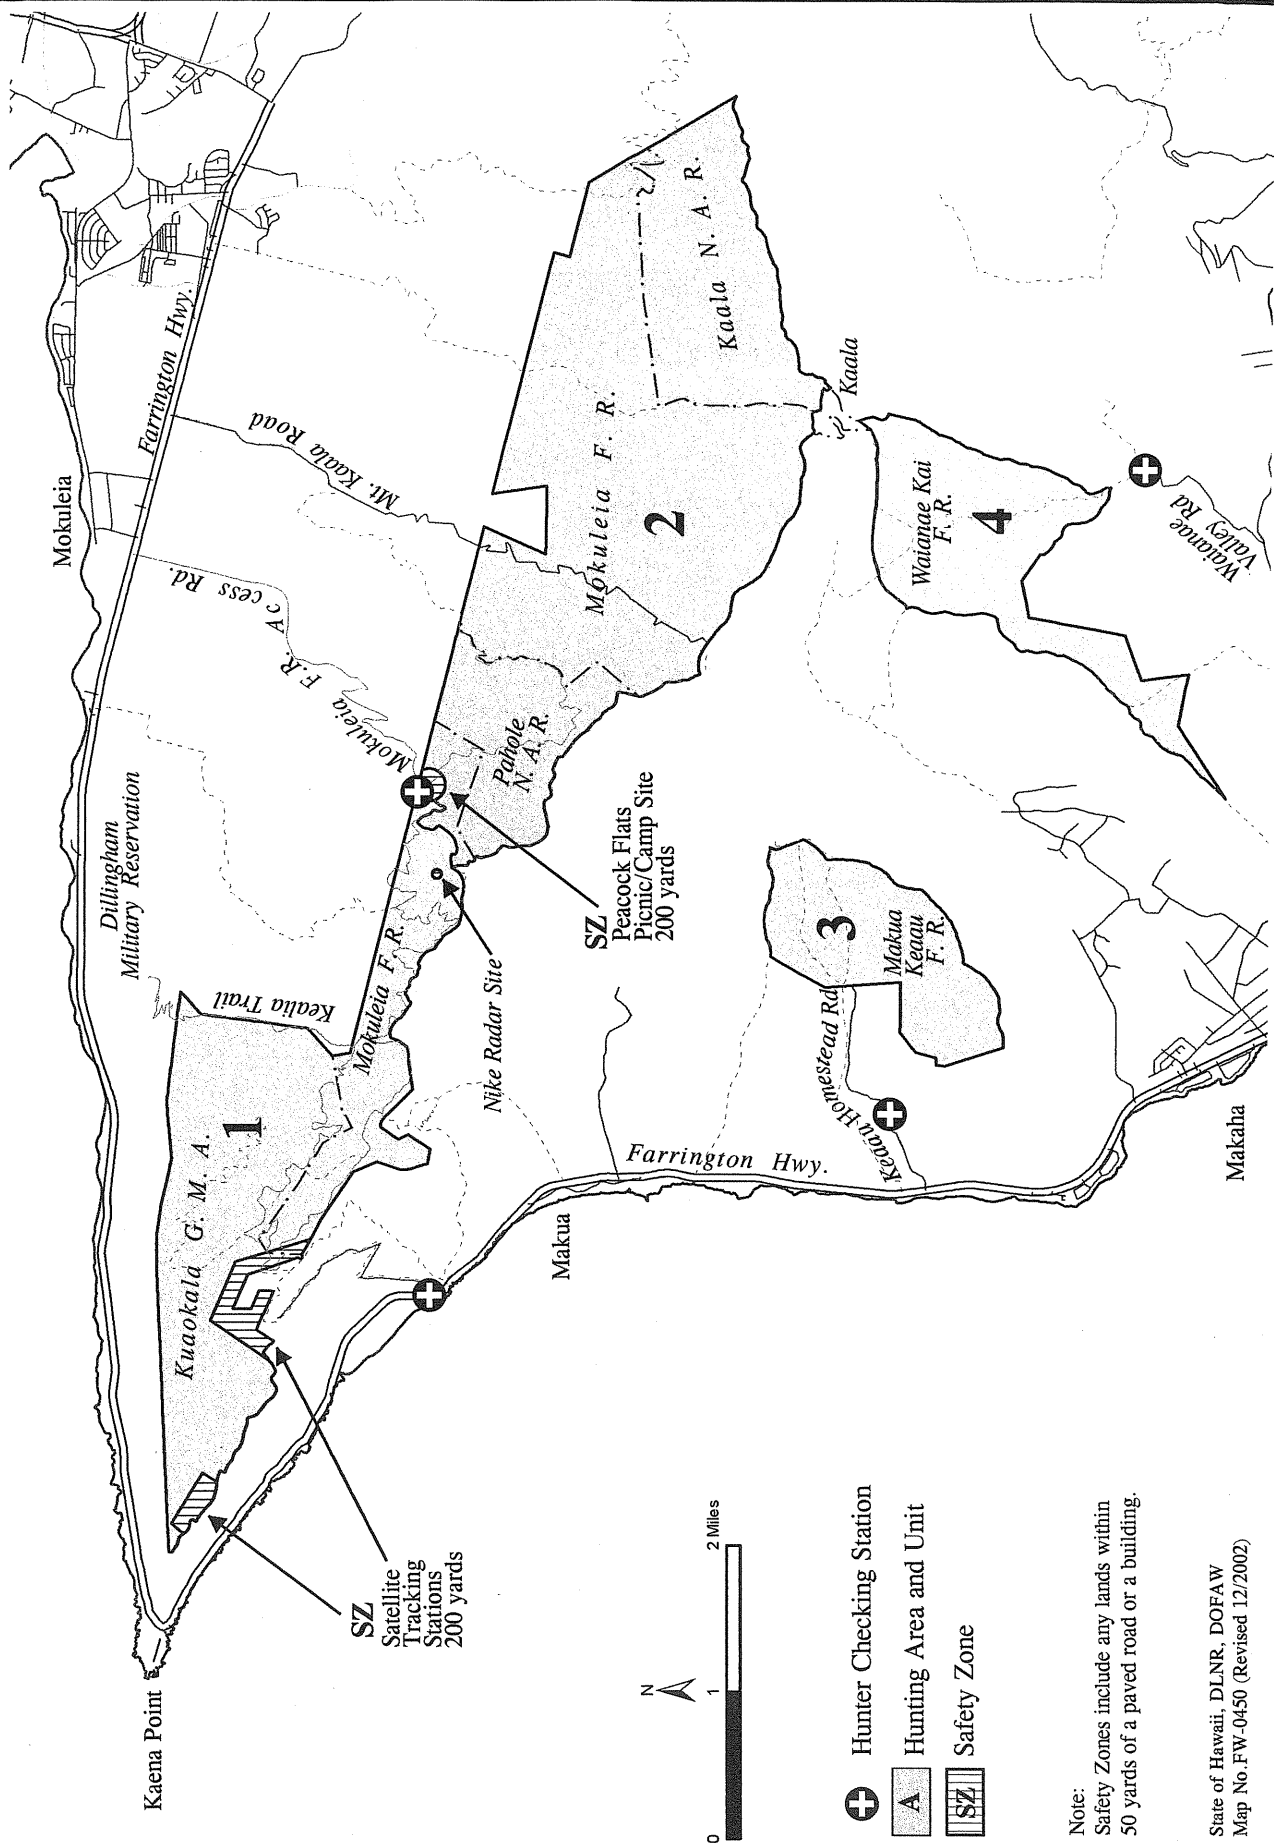 Kaena Point
Mokuleia
Farrington Hwy.
Dillingham
Military Reservation
Mokuleia F.R. Access Rd.
Mt. Kaala Road
Kealia Trail
Kuaokala G. M. A.
1
Mokuleia F. R.
Nike Radar Site
Pahole
N. A. R.
Mokuleia F. R.
2
Kaala N. A. R.
Kaala
SZ
Peacock Flats
Picnic/Camp Site
200 yards
SZ
Satellite
Tracking
Stations
200 yards
Waianae Kai
F. R.
4
Waianae
Valley Rd
3
Makua
Keaau
F. R.
Keaau Homestead Rd
Farrington Hwy.
Makua
Makaha
N
0
1
2 Miles
Hunter Checking Station
A
Hunting Area and Unit
SZ
Safety Zone
Note:
Safety Zones include any lands within
50 yards of a paved road or a building.
State of Hawaii, DLNR, DOFAW
Map No.FW-0450 (Revised 12/2002)